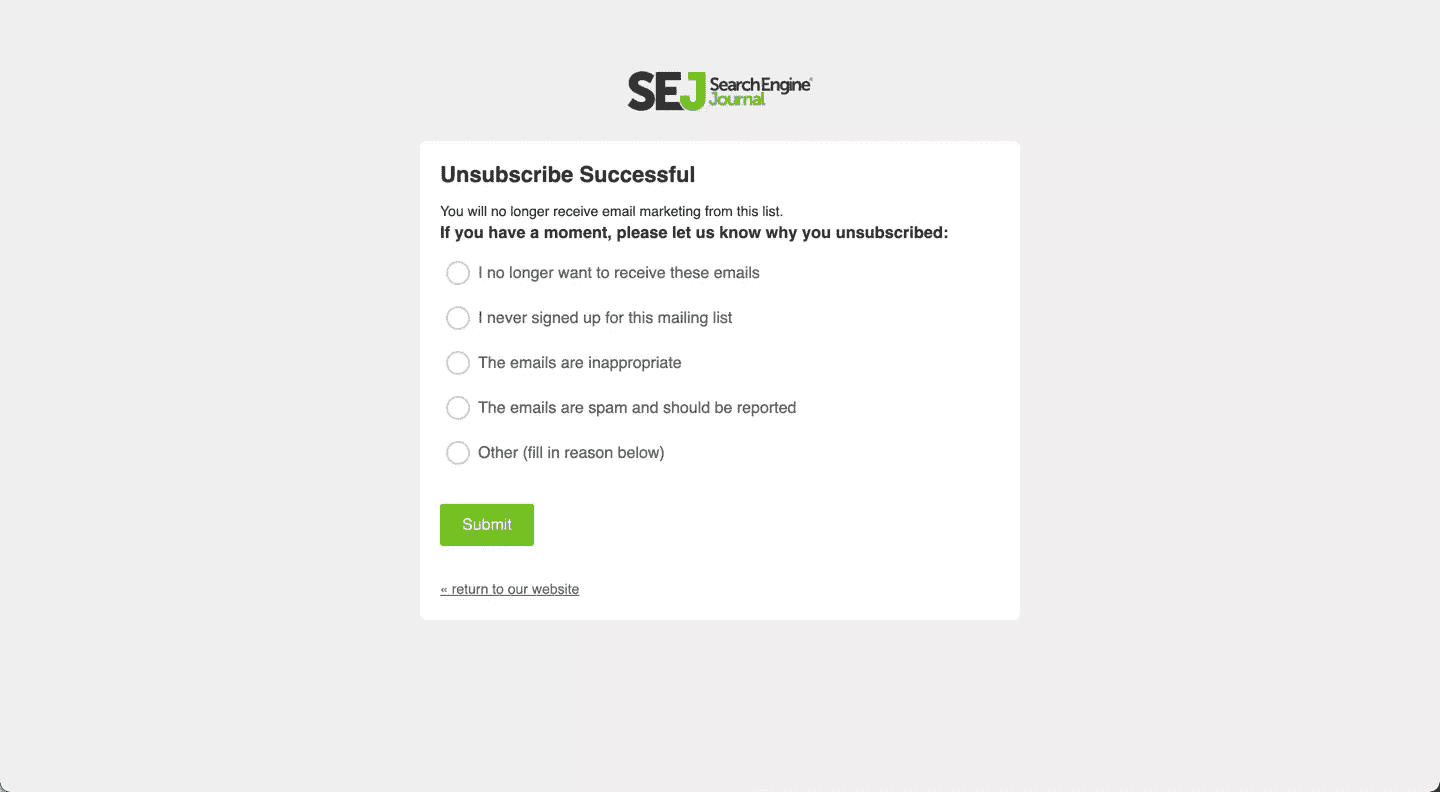 SEJ SearchEngine
Journal
Unsubscribe Successful
You will no longer receive email marketing from this list.
If you have a moment, please let us know why you unsubscribed:
I no longer want to receive these emails
I never signed up for this mailing list
The emails are inappropriate
The emails are spam and should be reported
Other (fill in reason below)
Submit
« return to our website